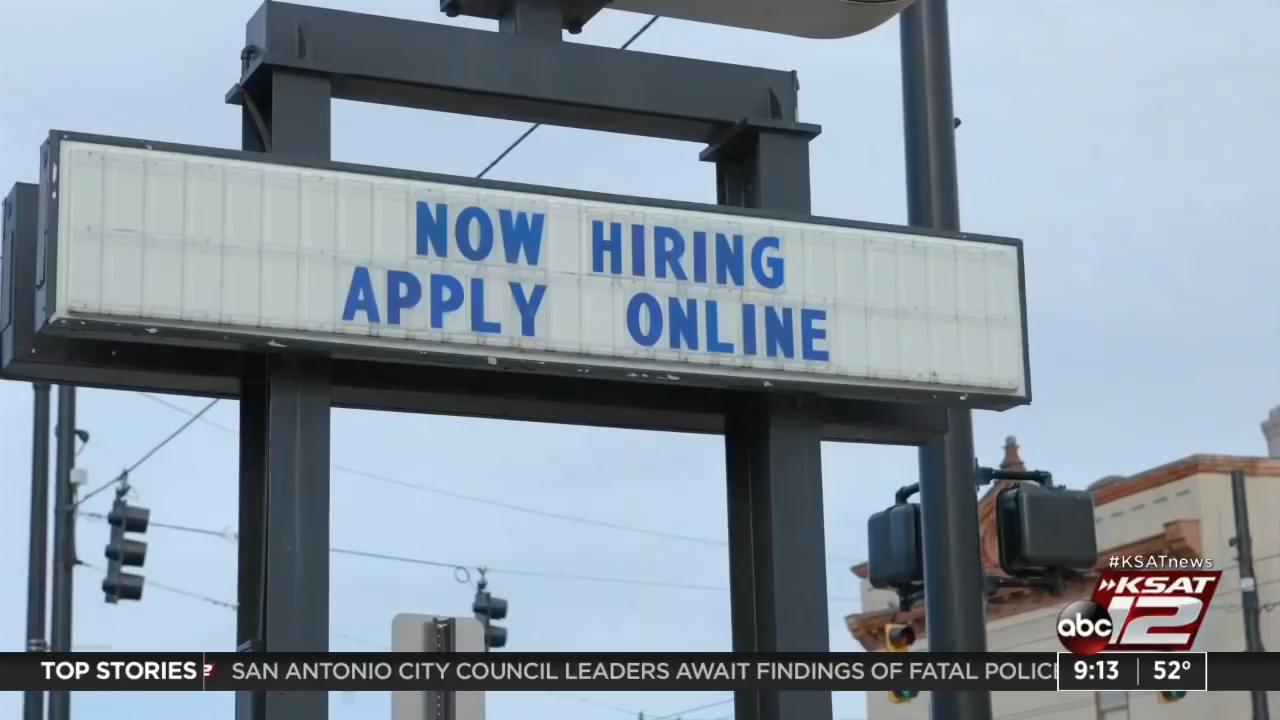 NOW HIRING
APPLY ONLINE
#KSATnews
KSAT
abc 12
TOP STORIES SAN ANTONIO CITY COUNCIL LEADERS AWAIT FINDINGS OF FATAL 9:13 52°